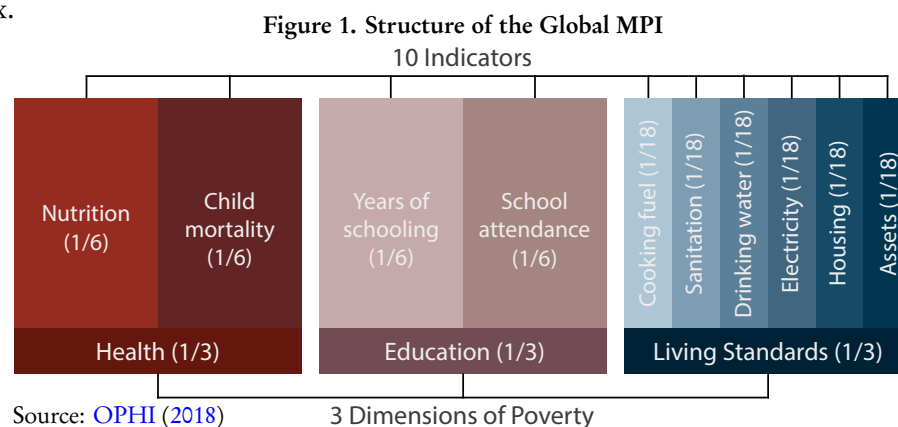 x.
Figure 1. Structure of the Global MPI
10 Indicators
Nutrition
(1/6)
Child
mortality
(1/6)
Years of
schooling
(1/6)
School
attendance
(1/6)
Cooking fuel (1/18)
Sanitation (1/18)
Drinking water (1/18)
Electricity (1/18)
Housing (1/18)
Assets (1/18)
Health (1/3)
Education (1/3)
Living Standards (1/3)
3 Dimensions of Poverty
Source: OPHI (2018)